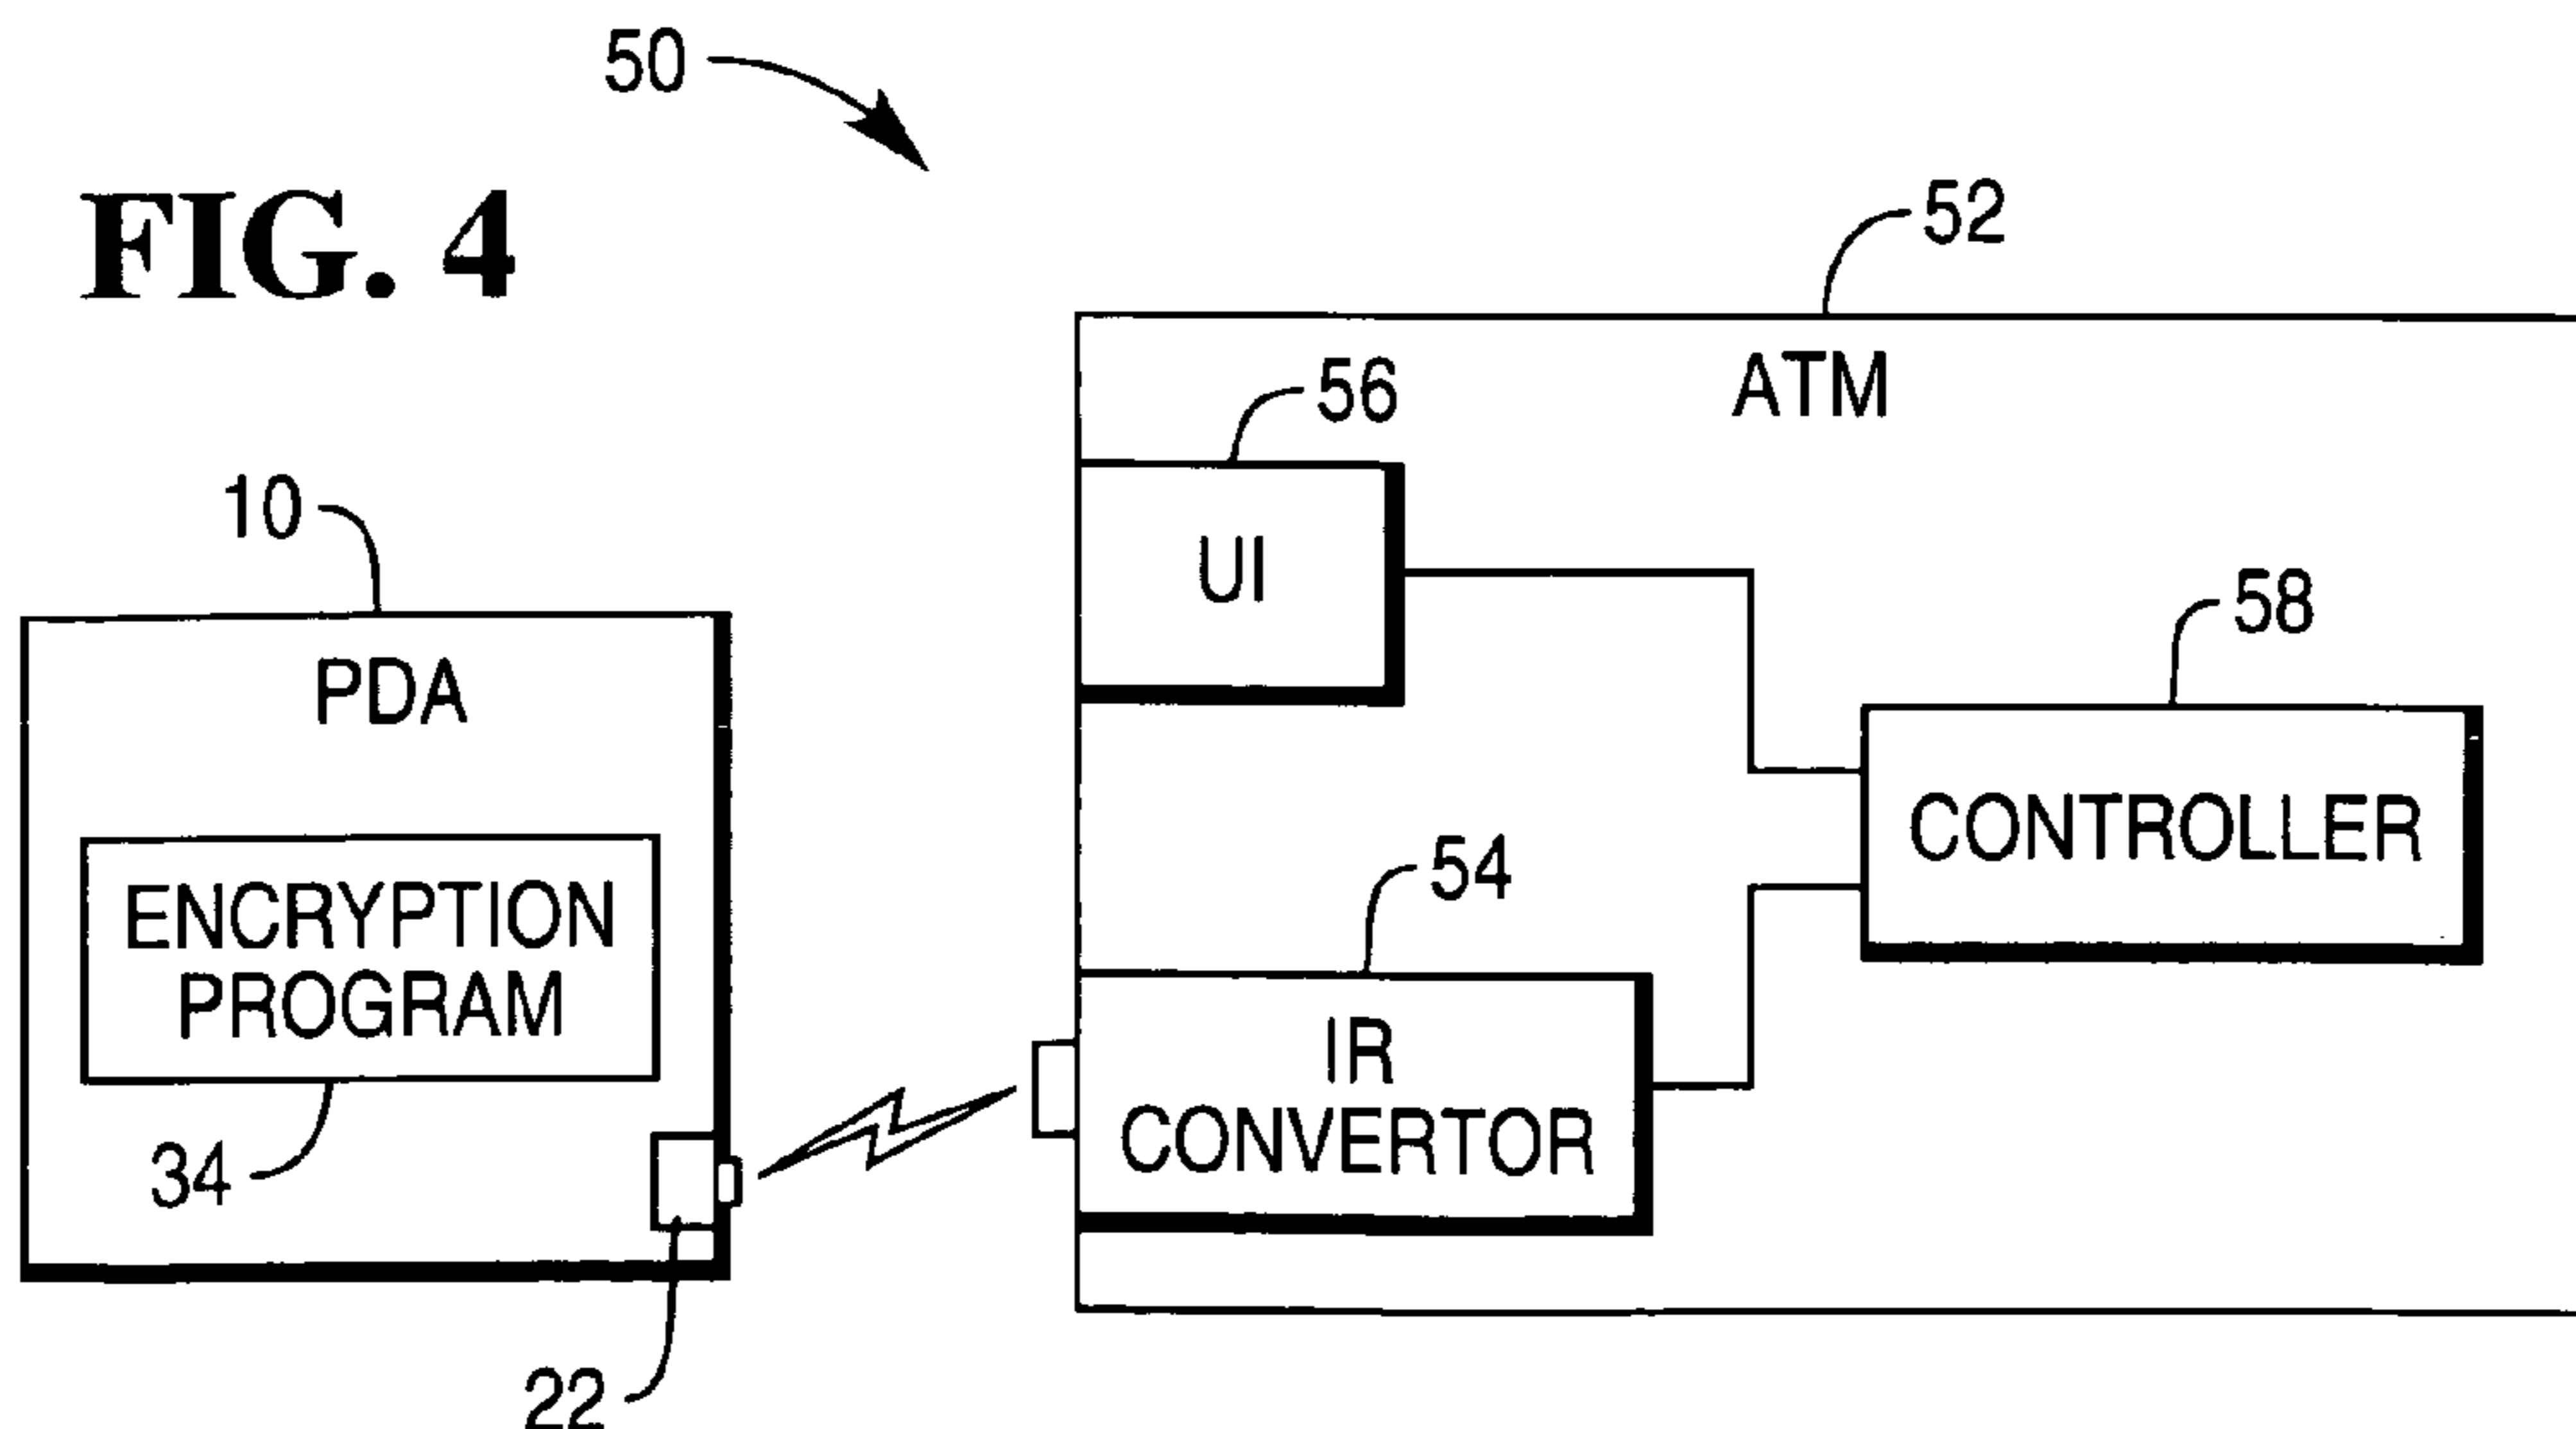 50
FIG. 4
52
ATM
56
UI
10
PDA
58
CONTROLLER
54
ENCRYPTION
PROGRAM
IR
CONVERTOR
34
22